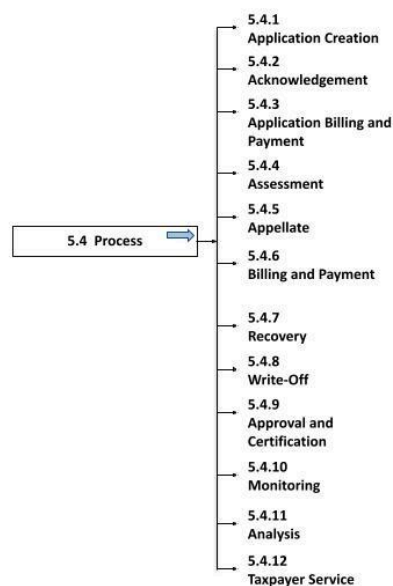 5.4.1
Application Creation
5.4.2
Acknowledgement
5.4.3
Application Billing and
Payment
5.4.4
Assessment
5.4.5
Appellate
5.4 Process
5.4.6
Billing and Payment
5.4.7
Recovery
5.4.8
Write-Off
5.4.9
Approval and
Certification
5.4.10
Monitoring
5.4.11
Analysis
5.4.12
Taxpayer Service